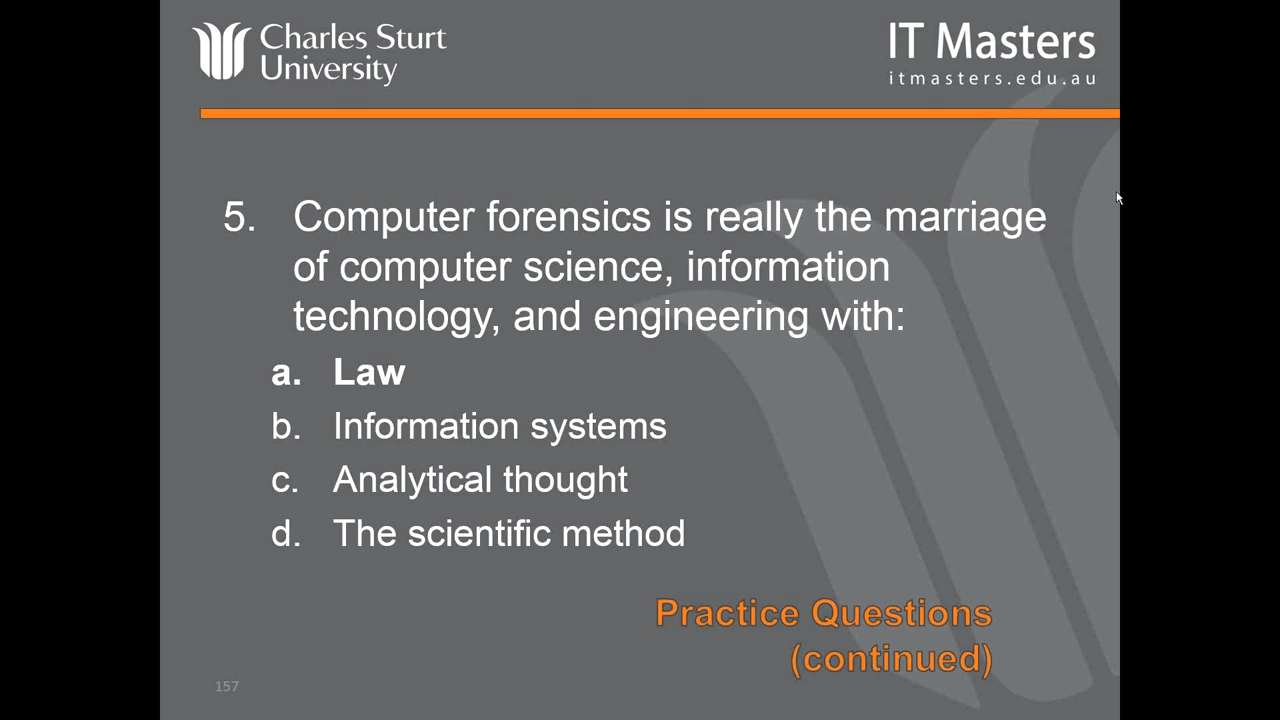 Charles Sturt
University
IT Masters
itmasters.edu.au
5. Computer forensics is really the marriage
of computer science, information
technology, and engineering with:
a. Law
b. Information systems
c. Analytical thought
d. The scientific method
Practice Questions
(continued)
157